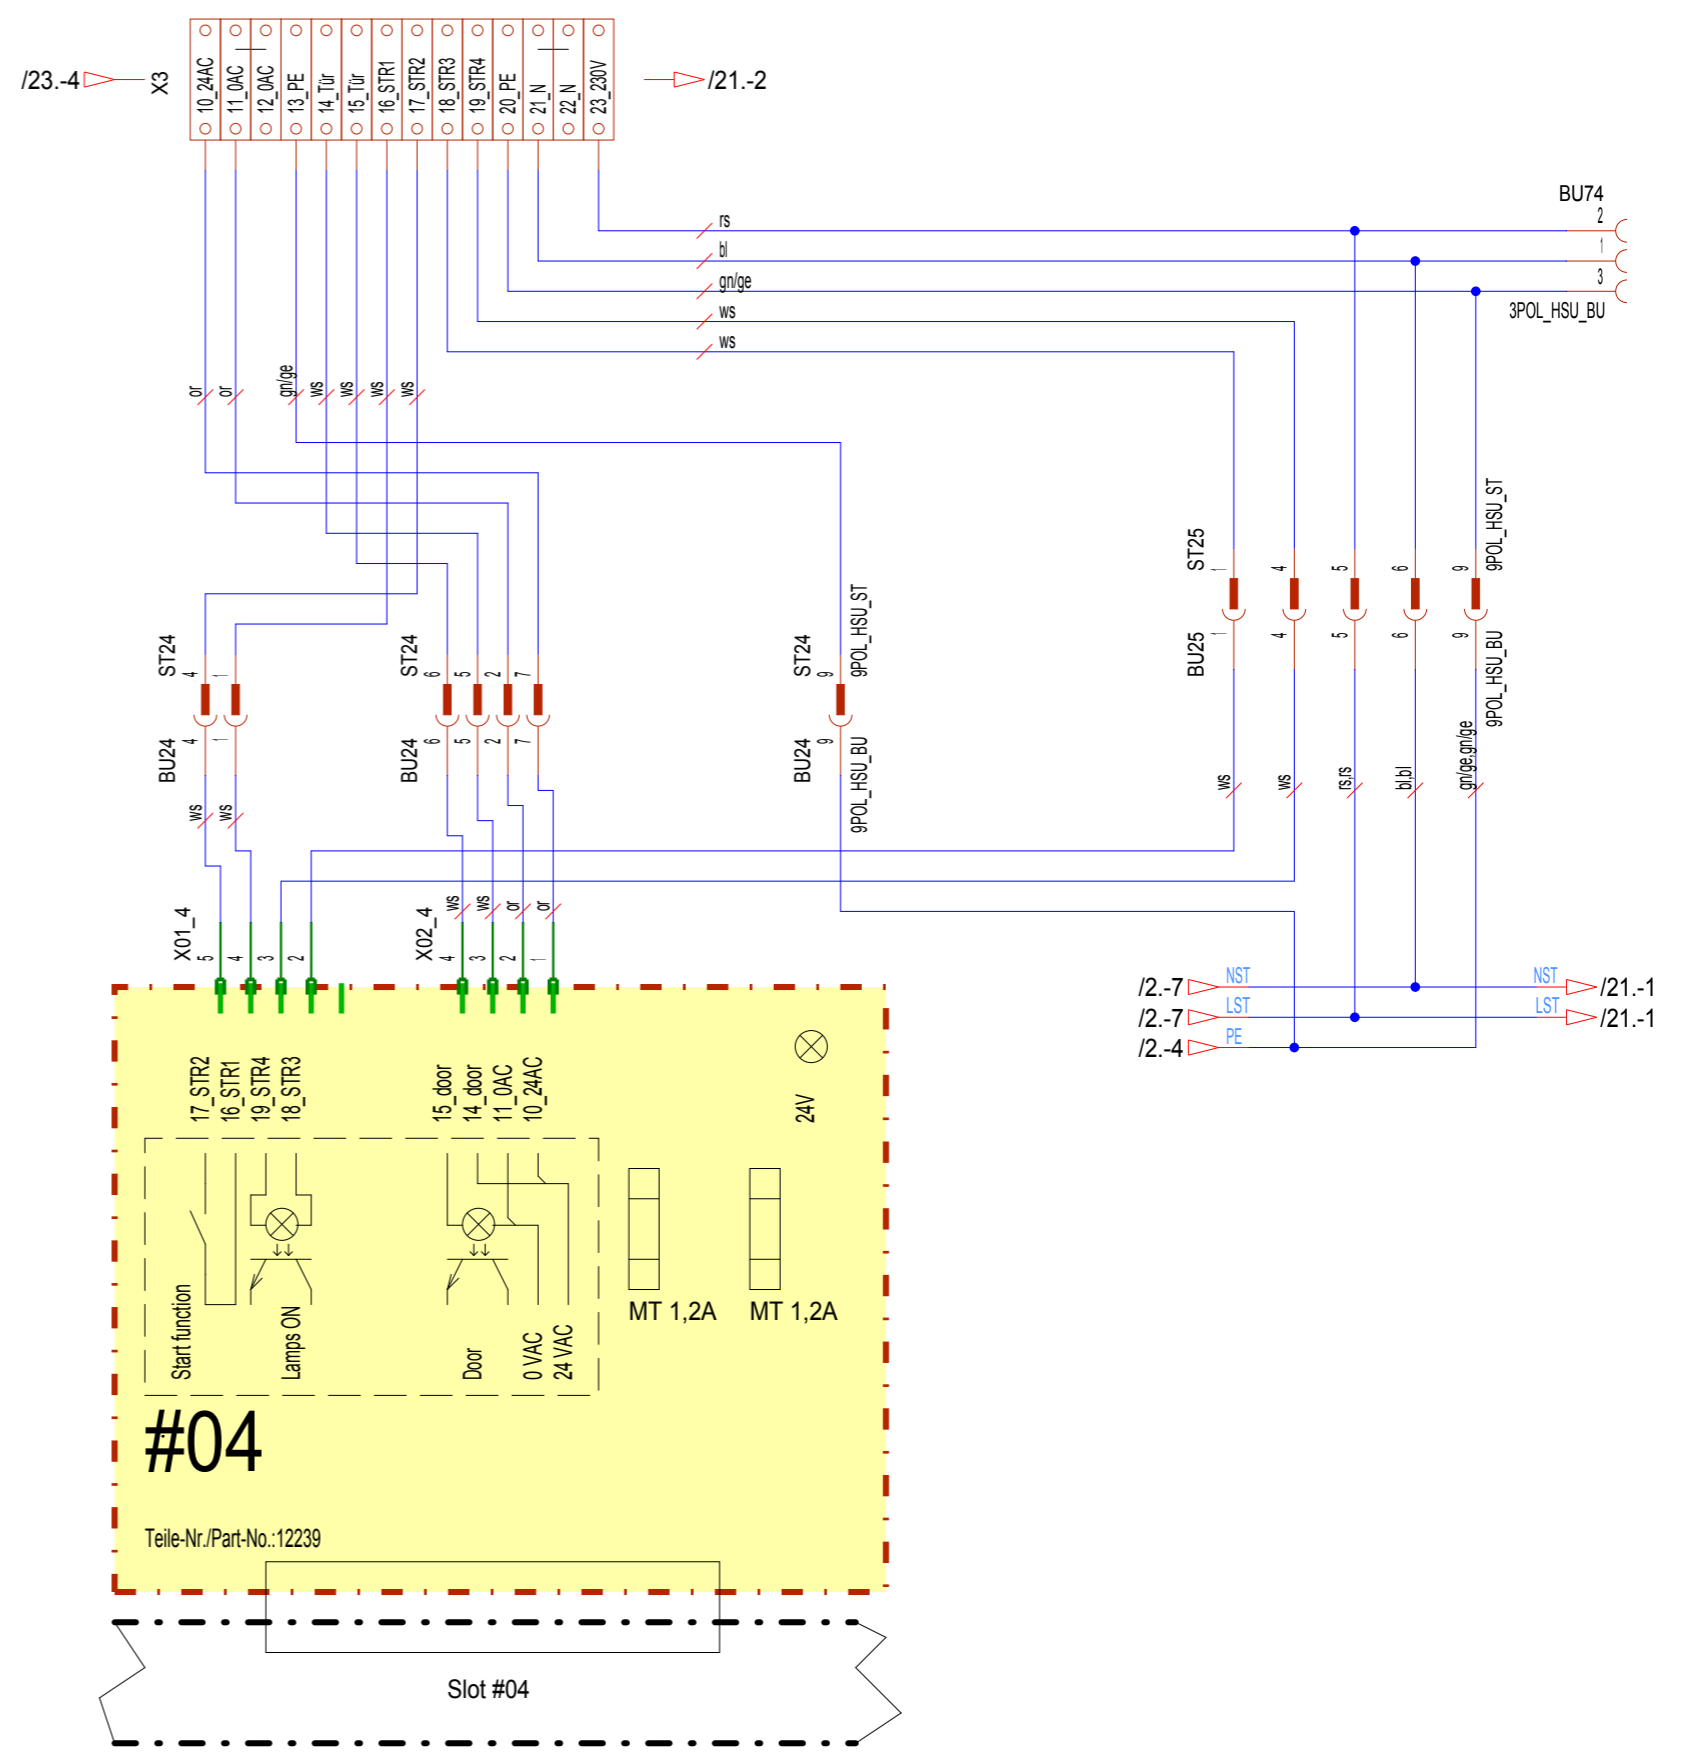 /23.-4
X3
10_24AC
11_0AC
12_0AC
13_PE
14_Tür
15_Tür
16_STR1
17_STR2
18_STR3
19_STR4
20_PE
21_N
22_N
23_230V
/21.-2
BU74
rs
2
bl
1
gn/ge
3
ws
3POL_HSU_BU
ws
or
or
gn/ge
ws
ws
ws
ws
ST24
4
1
ST24
6
5
2
7
ST24
9
9POL_HSU_ST
ST25
1
4
5
6
9
9POL_HSU_ST
BU24
4
1
BU24
6
5
2
7
BU24
9
9POL_HSU_BU
BU25
1
4
5
6
9
9POL_HSU_BU
ws
ws
ws
ws
rs,rs
bl,bl
gn/ge,gn/ge
X01_4
5
4
3
2
X02_4
4
3
2
1
ws
ws
or
or
/2.-7
NST
NST
/21.-1
/2.-7
LST
LST
/21.-1
/2.-4
PE
17_STR2
16_STR1
19_STR4
18_STR3
15_door
14_door
11_0AC
10_24AC
24V
Start function
Lamps ON
Door
0 VAC
24 VAC
MT 1,2A
MT 1,2A
#04
Teile-Nr./Part-No.:12239
Slot #04